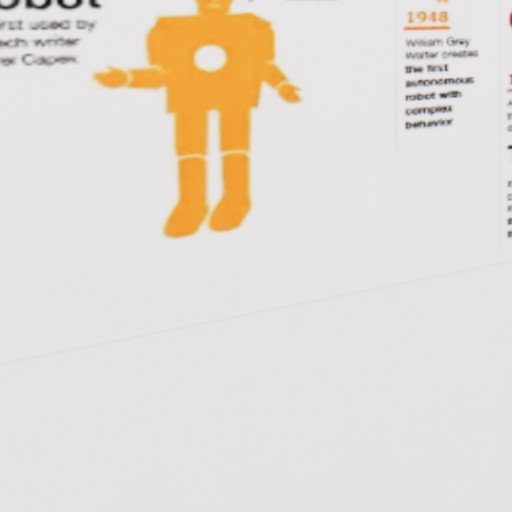 obot
rst used by
ech writer
rel Capek
1948
William Grey
Walter creates
the first
autonomous
robot with
complex
behavior